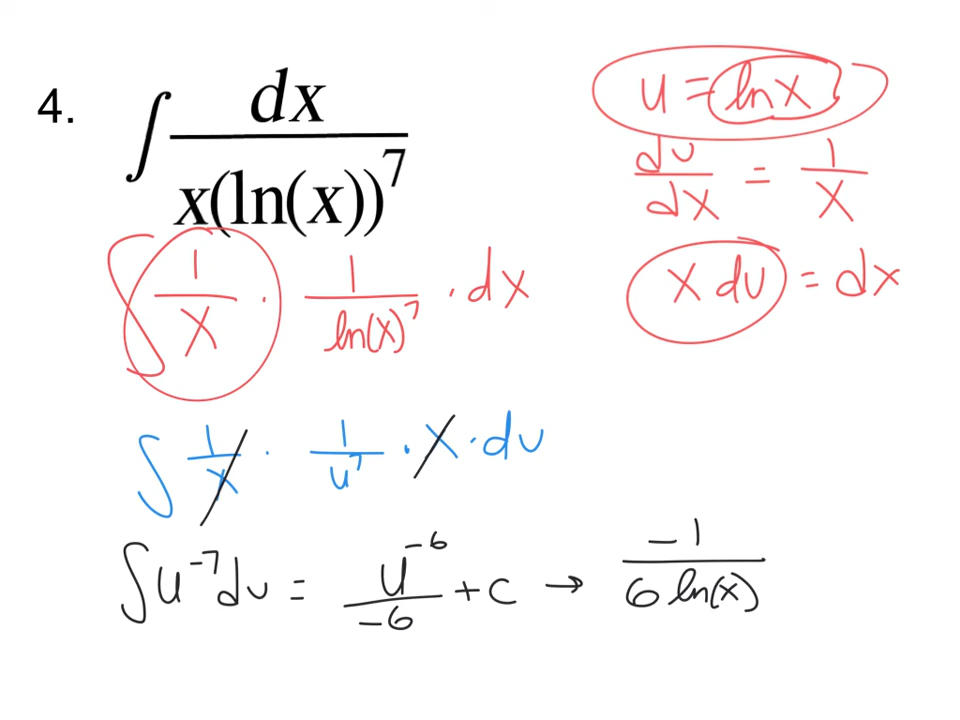 4. ∫ dx / x(ln(x))⁷
u = ln x
du/dx = 1/x
x du = dx
∫ 1/x · 1/ln(x)⁷ · dx
∫ 1/x · 1/u⁷ · x · du
∫ u⁻⁷ du = u⁻⁶/-6 + c → -1/6 ln(x)